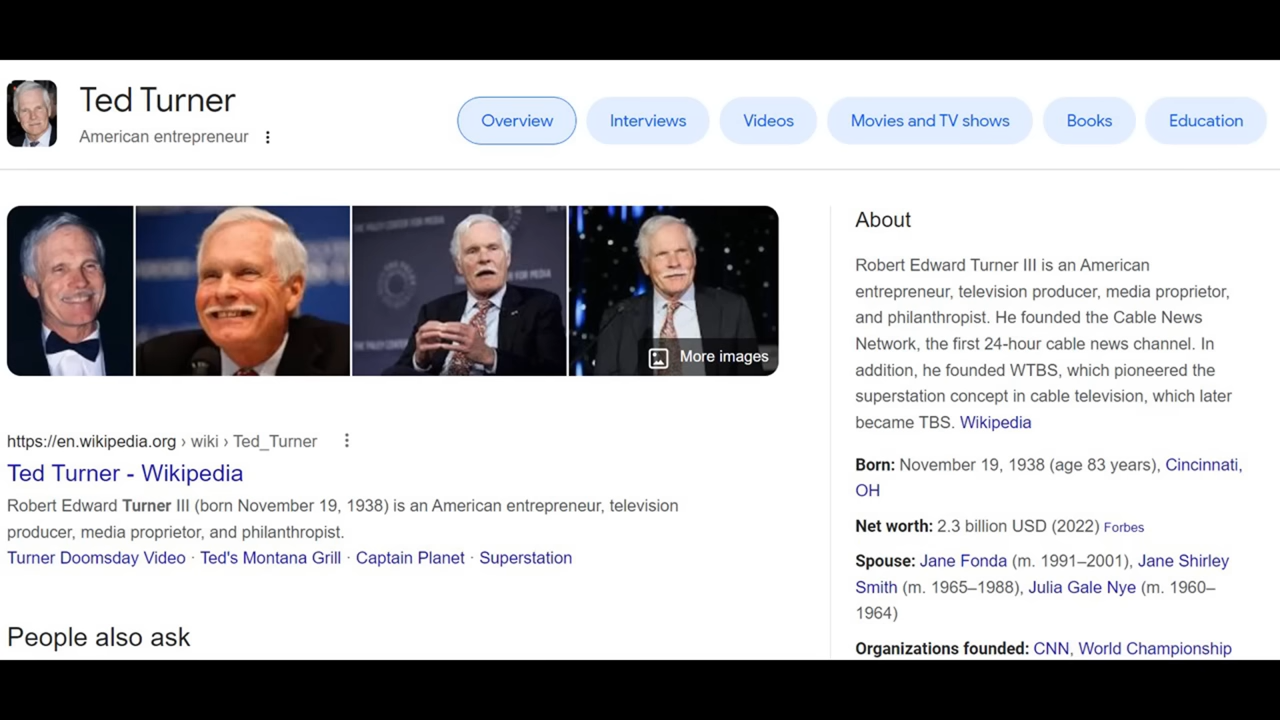 Ted Turner
American entrepreneur
Overview
Interviews
Videos
Movies and TV shows
Books
Education
More images
https://en.wikipedia.org › wiki › Ted_Turner
Ted Turner - Wikipedia
Robert Edward Turner III (born November 19, 1938) is an American entrepreneur, television
producer, media proprietor, and philanthropist.
Turner Doomsday Video · Ted's Montana Grill · Captain Planet · Superstation
People also ask
About
Robert Edward Turner III is an American
entrepreneur, television producer, media proprietor,
and philanthropist. He founded the Cable News
Network, the first 24-hour cable news channel. In
addition, he founded WTBS, which pioneered the
superstation concept in cable television, which later
became TBS. Wikipedia
Born: November 19, 1938 (age 83 years), Cincinnati,
OH
Net worth: 2.3 billion USD (2022) Forbes
Spouse: Jane Fonda (m. 1991–2001), Jane Shirley
Smith (m. 1965–1988), Julia Gale Nye (m. 1960–
1964)
Organizations founded: CNN, World Championship